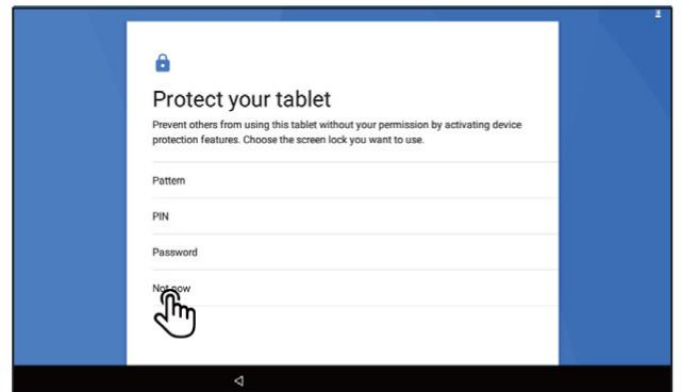 Protect your tablet
Prevent others from using this tablet without your permission by activating device
protection features. Choose the screen lock you want to use.
Pattern
PIN
Password
Not now